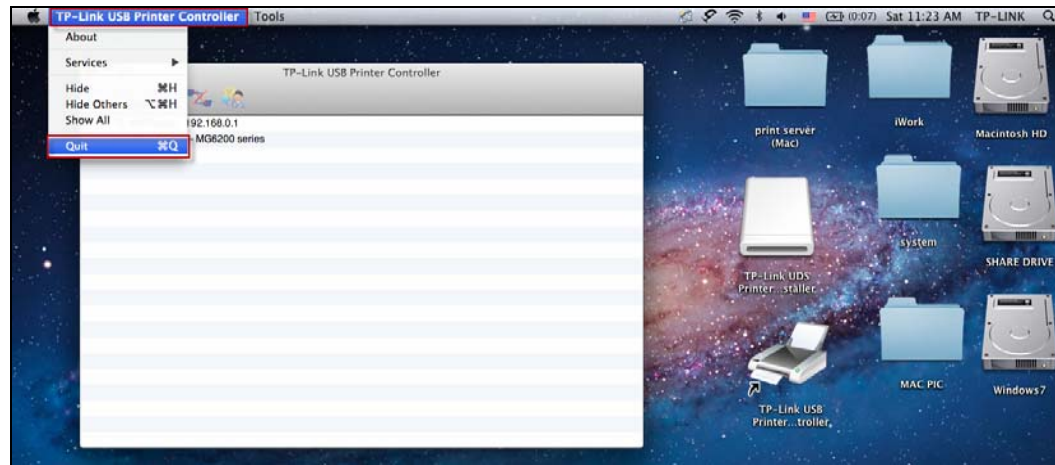 TP-Link USB Printer Controller Tools (0:07) Sat 11:23 AM TP-LINK
About
Services
Hide ⌘H
Hide Others ⌥⌘H
Show All
Quit ⌘Q
TP-Link USB Printer Controller
192.168.0.1
MG6200 series
print server
(Mac)
iWork
Macintosh HD
TP-Link UDS
Printer...staller
system
SHARE DRIVE
TP-Link USB
Printer...troller
MAC PIC
Windows7